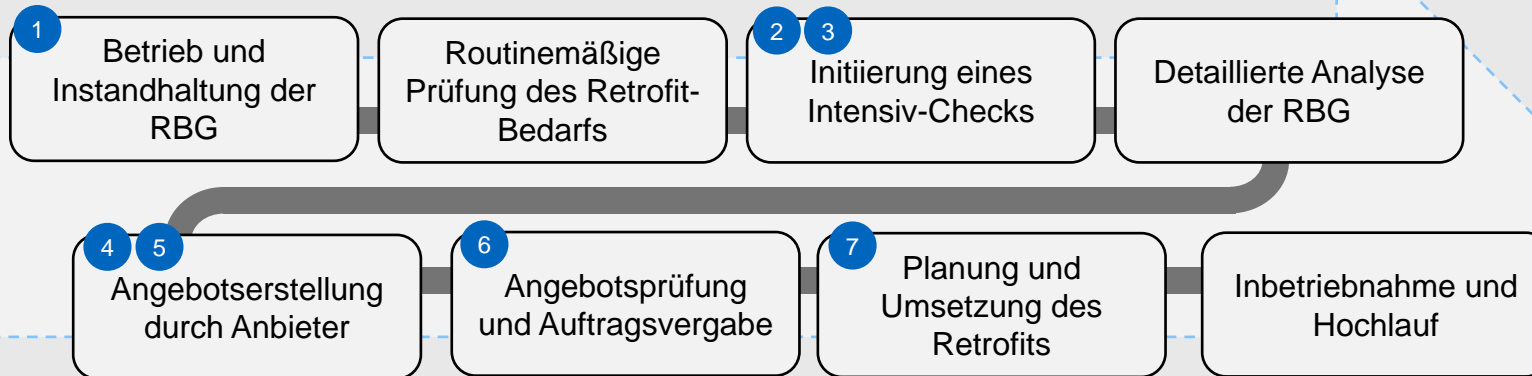 1
Betrieb und
Instandhaltung der
RBG
Routinemäßige
Prüfung des Retrofit-
Bedarfs
2 3
Initiierung eines
Intensiv-Checks
Detaillierte Analyse
der RBG
4 5
Angebotserstellung
durch Anbieter
6
Angebotsprüfung
und Auftragsvergabe
7
Planung und
Umsetzung des
Retrofits
Inbetriebnahme und
Hochlauf